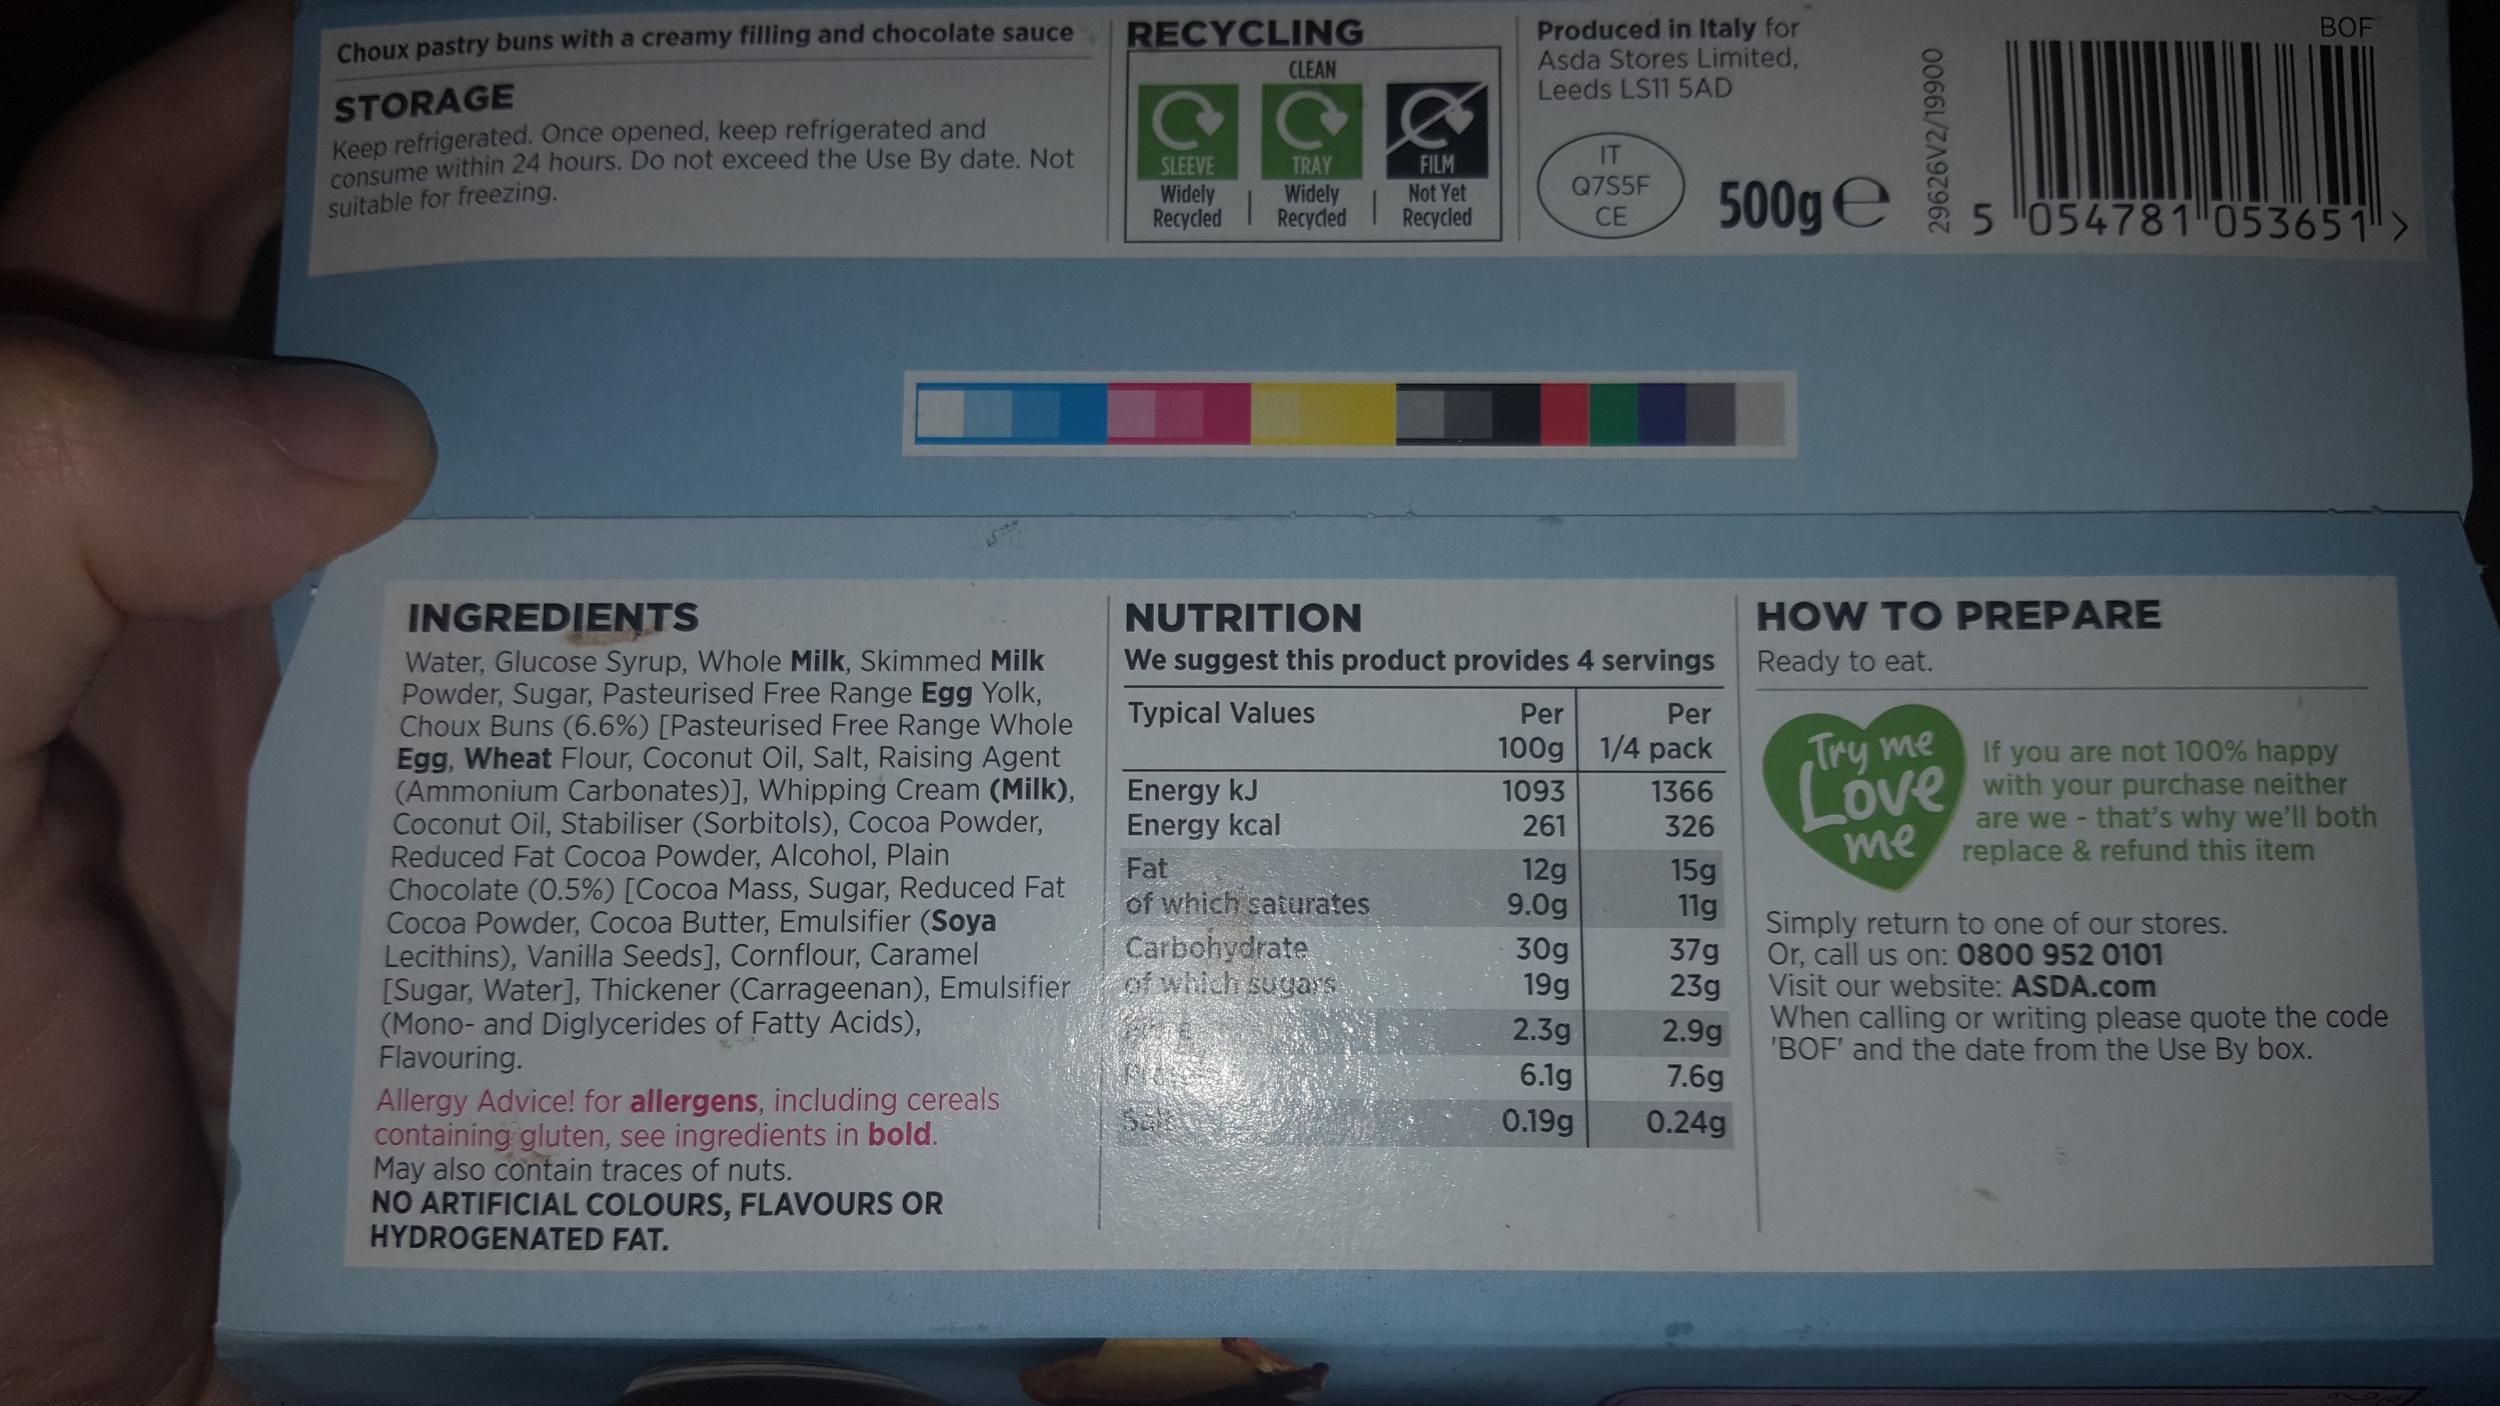 Choux pastry buns with a creamy filling and chocolate sauce
STORAGE
Keep refrigerated. Once opened, keep refrigerated and
consume within 24 hours. Do not exceed the Use By date. Not
suitable for freezing.
RECYCLING
CLEAN
SLEEVE
Widely
Recycled
TRAY
Widely
Recycled
FILM
Not Yet
Recycled
Produced in Italy for
Asda Stores Limited,
Leeds LS11 5AD
IT
Q7S5F
CE
500g e
29626V2/19900
BOF
5 054781 053651 >
INGREDIENTS
Water, Glucose Syrup, Whole Milk, Skimmed Milk
Powder, Sugar, Pasteurised Free Range Egg Yolk,
Choux Buns (6.6%) [Pasteurised Free Range Whole
Egg, Wheat Flour, Coconut Oil, Salt, Raising Agent
(Ammonium Carbonates)], Whipping Cream (Milk),
Coconut Oil, Stabiliser (Sorbitols), Cocoa Powder,
Reduced Fat Cocoa Powder, Alcohol, Plain
Chocolate (0.5%) [Cocoa Mass, Sugar, Reduced Fat
Cocoa Powder, Cocoa Butter, Emulsifier (Soya
Lecithins), Vanilla Seeds], Cornflour, Caramel
[Sugar, Water], Thickener (Carrageenan), Emulsifier
(Mono- and Diglycerides of Fatty Acids),
Flavouring.
Allergy Advice! for allergens, including cereals
containing gluten, see ingredients in bold.
May also contain traces of nuts.
NO ARTIFICIAL COLOURS, FLAVOURS OR
HYDROGENATED FAT.
NUTRITION
We suggest this product provides 4 servings
Typical Values Per 100g Per 1/4 pack
Energy kJ 1093 1366
Energy kcal 261 326
Fat 12g 15g
of which saturates 9.0g 11g
Carbohydrate 30g 37g
of which sugars 19g 23g
2.3g 2.9g
6.1g 7.6g
Salt 0.19g 0.24g
HOW TO PREPARE
Ready to eat.
Try me
Love
me
If you are not 100% happy
with your purchase neither
are we - that's why we'll both
replace & refund this item
Simply return to one of our stores.
Or, call us on: 0800 952 0101
Visit our website: ASDA.com
When calling or writing please quote the code
'BOF' and the date from the Use By box.